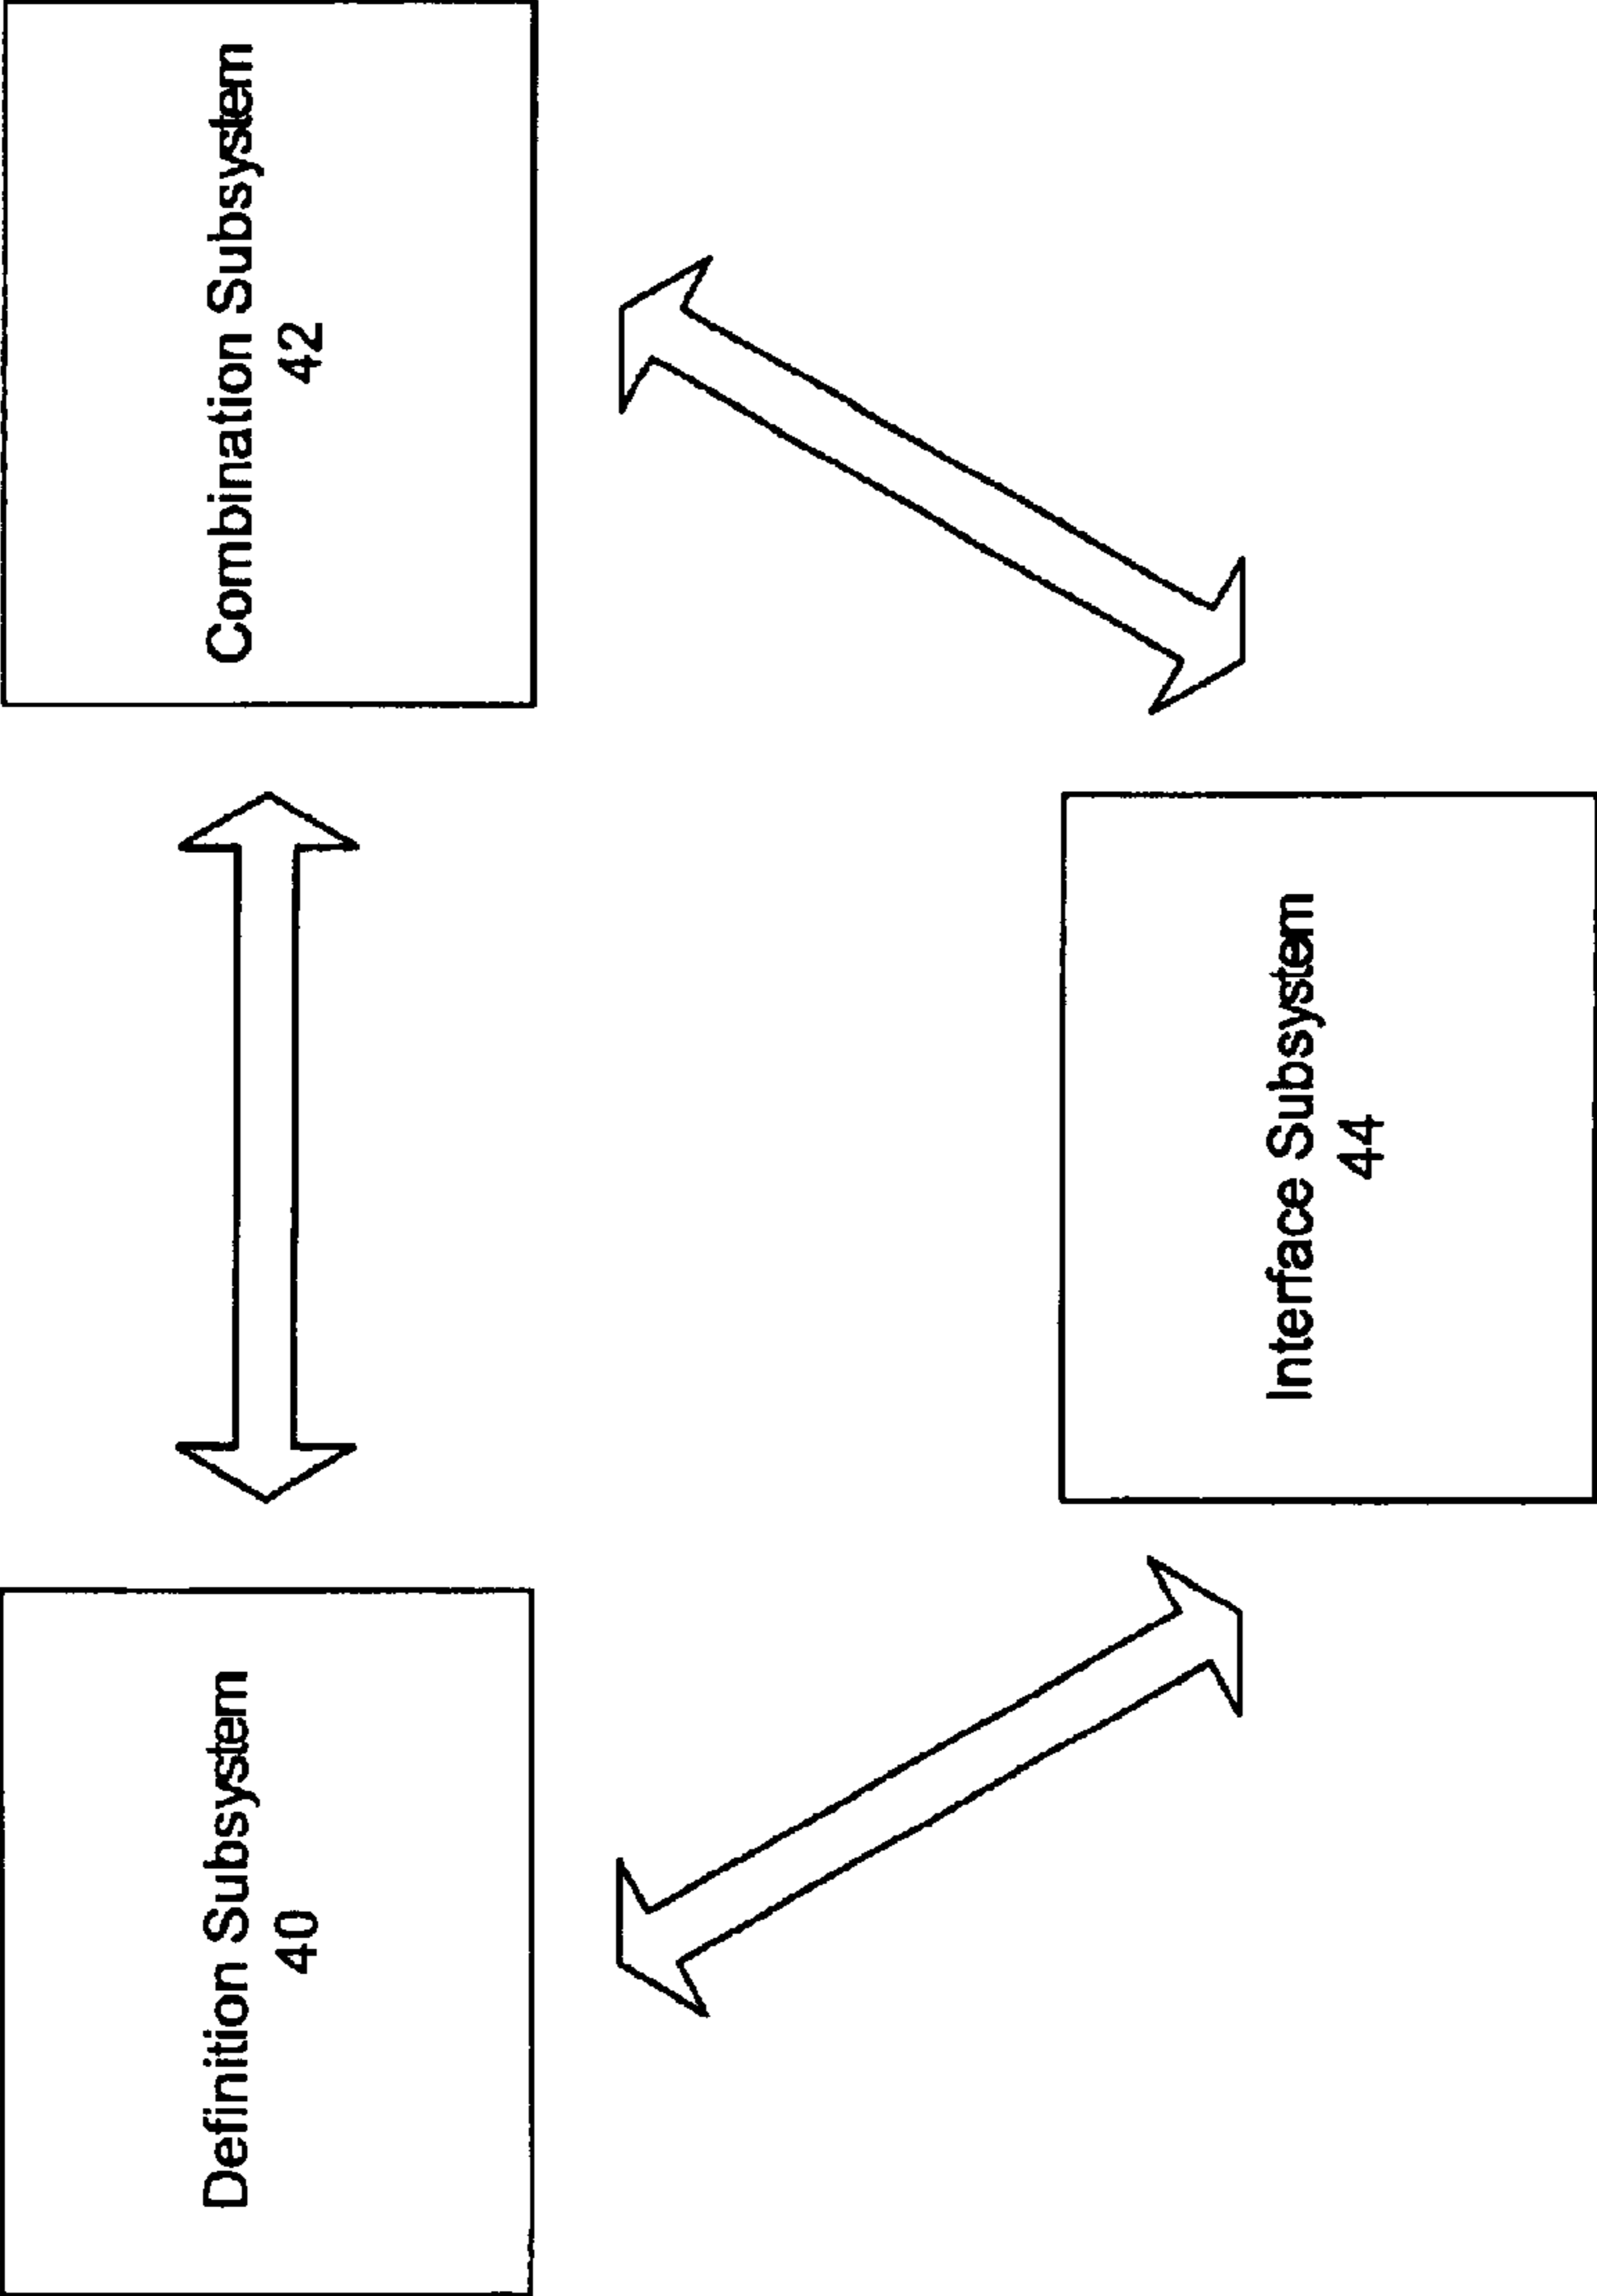 Definition Subsystem
40
Combination Subsystem
42
Interface Subsystem
44